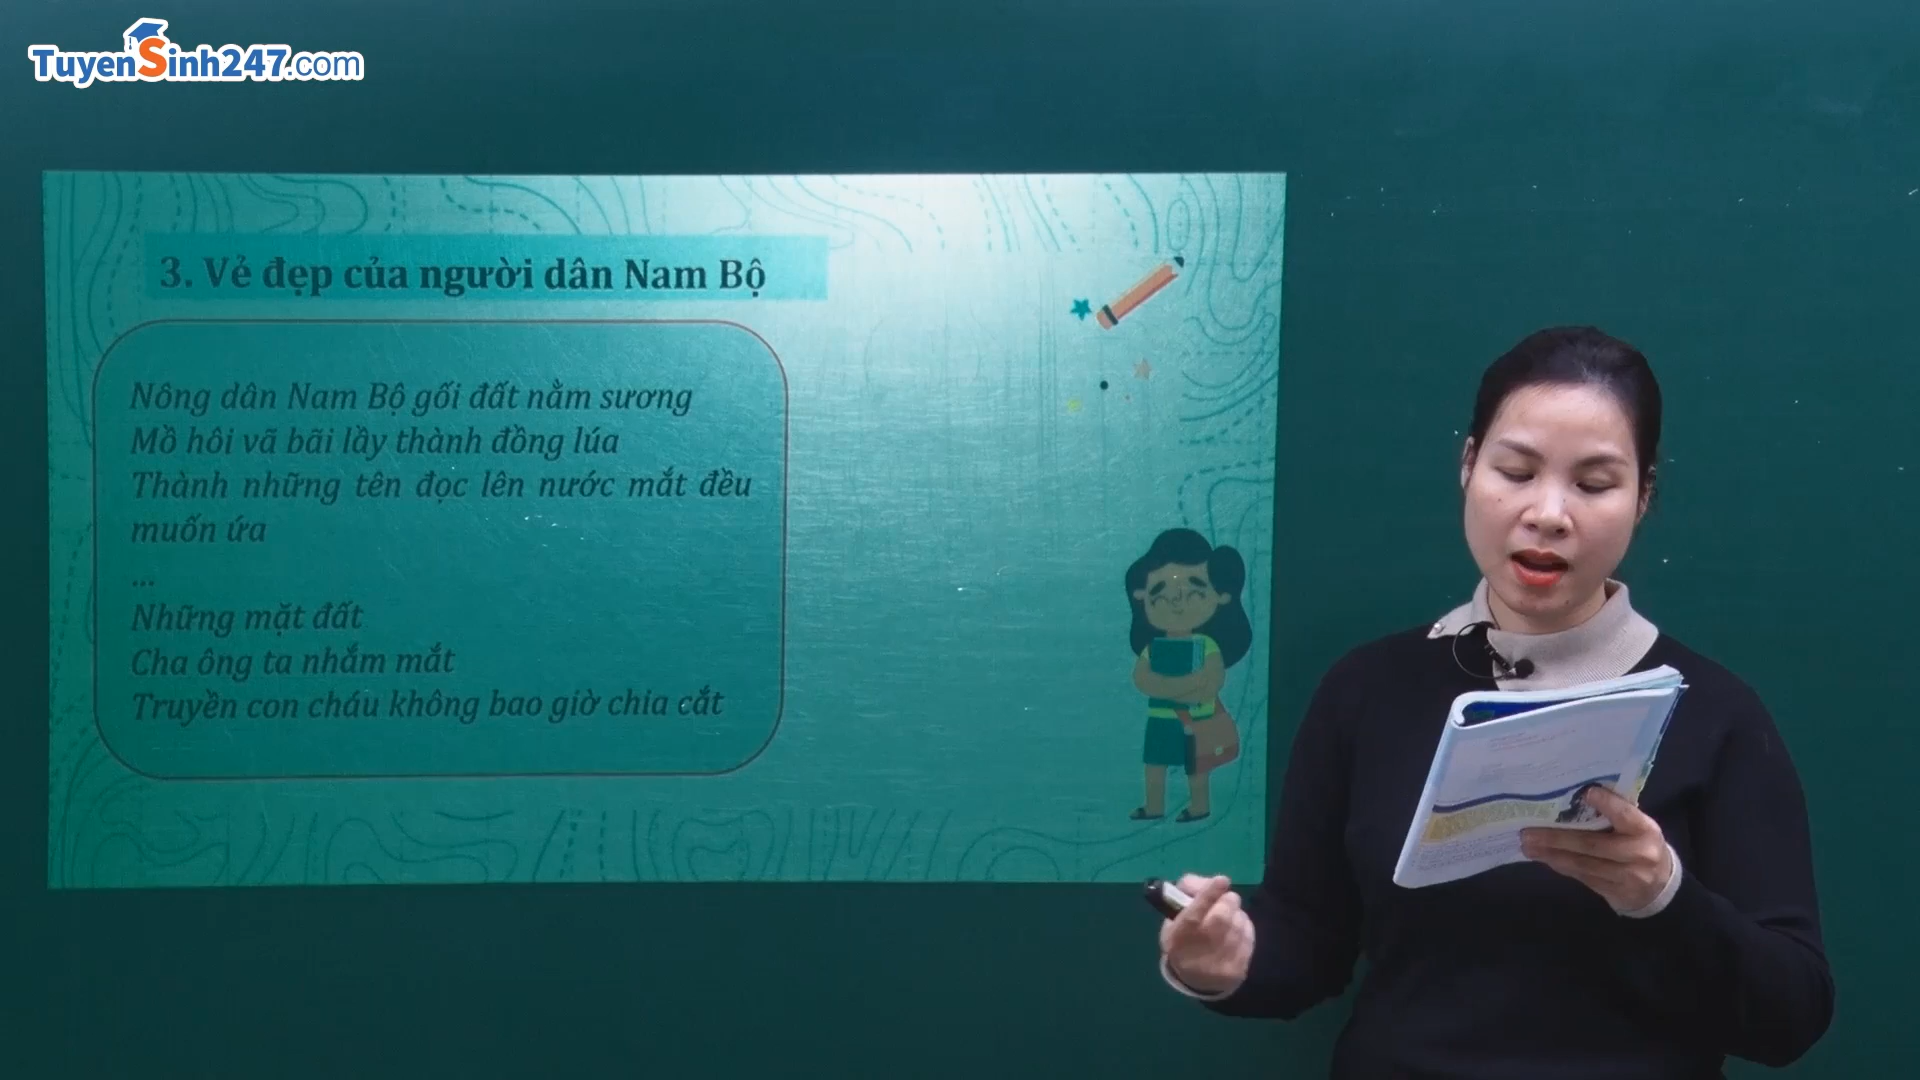 TuyenSinh247.com
3. Vẻ đẹp của người dân Nam Bộ
Nông dân Nam Bộ gối đất nằm sương
Mồ hôi vã bãi lầy thành đồng lúa
Thành những tên đọc lên nước mắt đều
muốn ứa
...
Những mặt đất
Cha ông ta nhắm mắt
Truyền con cháu không bao giờ chia cắt